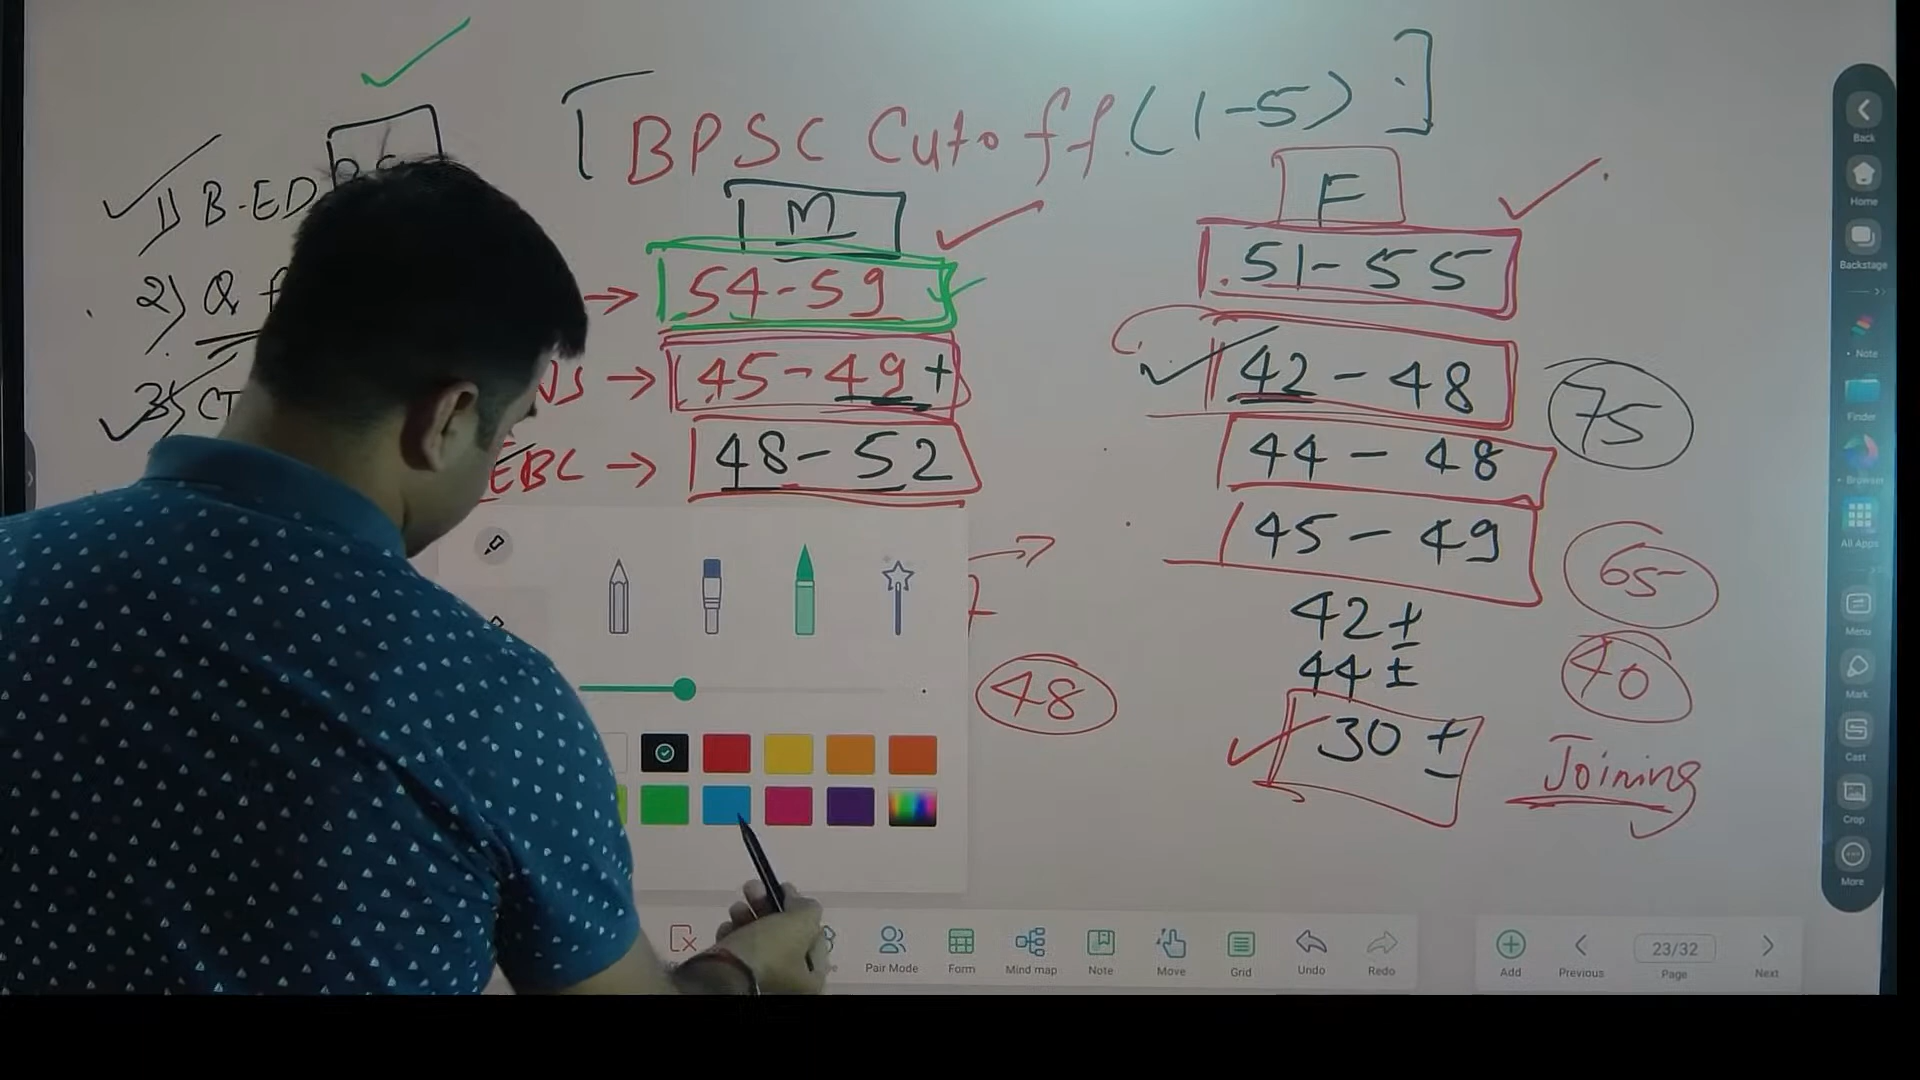 [BPSC Cutoff (1-5)]
1) B-ED
2) Q
3) CT
M
F
→ 54-59
51-55
→ 45-49+
42-48
75
EBC → 48-52
44-48
45-49
65
42±
44±
48
40
30±
Joining
Back
Home
Backstage
Note
Finder
Browser
All Apps
Menu
Mark
Cast
Crop
More
Pair Mode
Form
Mind map
Note
Move
Grid
Undo
Redo
Add
Previous
23/32
Page
Next